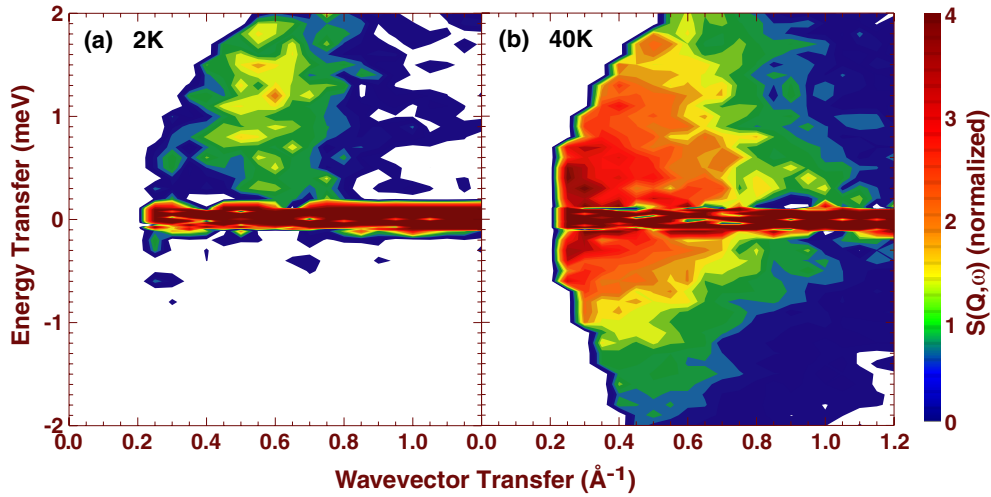 (a) 2K
(b) 40K
2
1
0
-1
-2
Energy Transfer (meV)
0.0 0.2 0.4 0.6 0.8 1.0 0.0 0.2 0.4 0.6 0.8 1.0 1.2
Wavevector Transfer (Å-1)
4
3
2
1
0
S(Q,ω) (normalized)